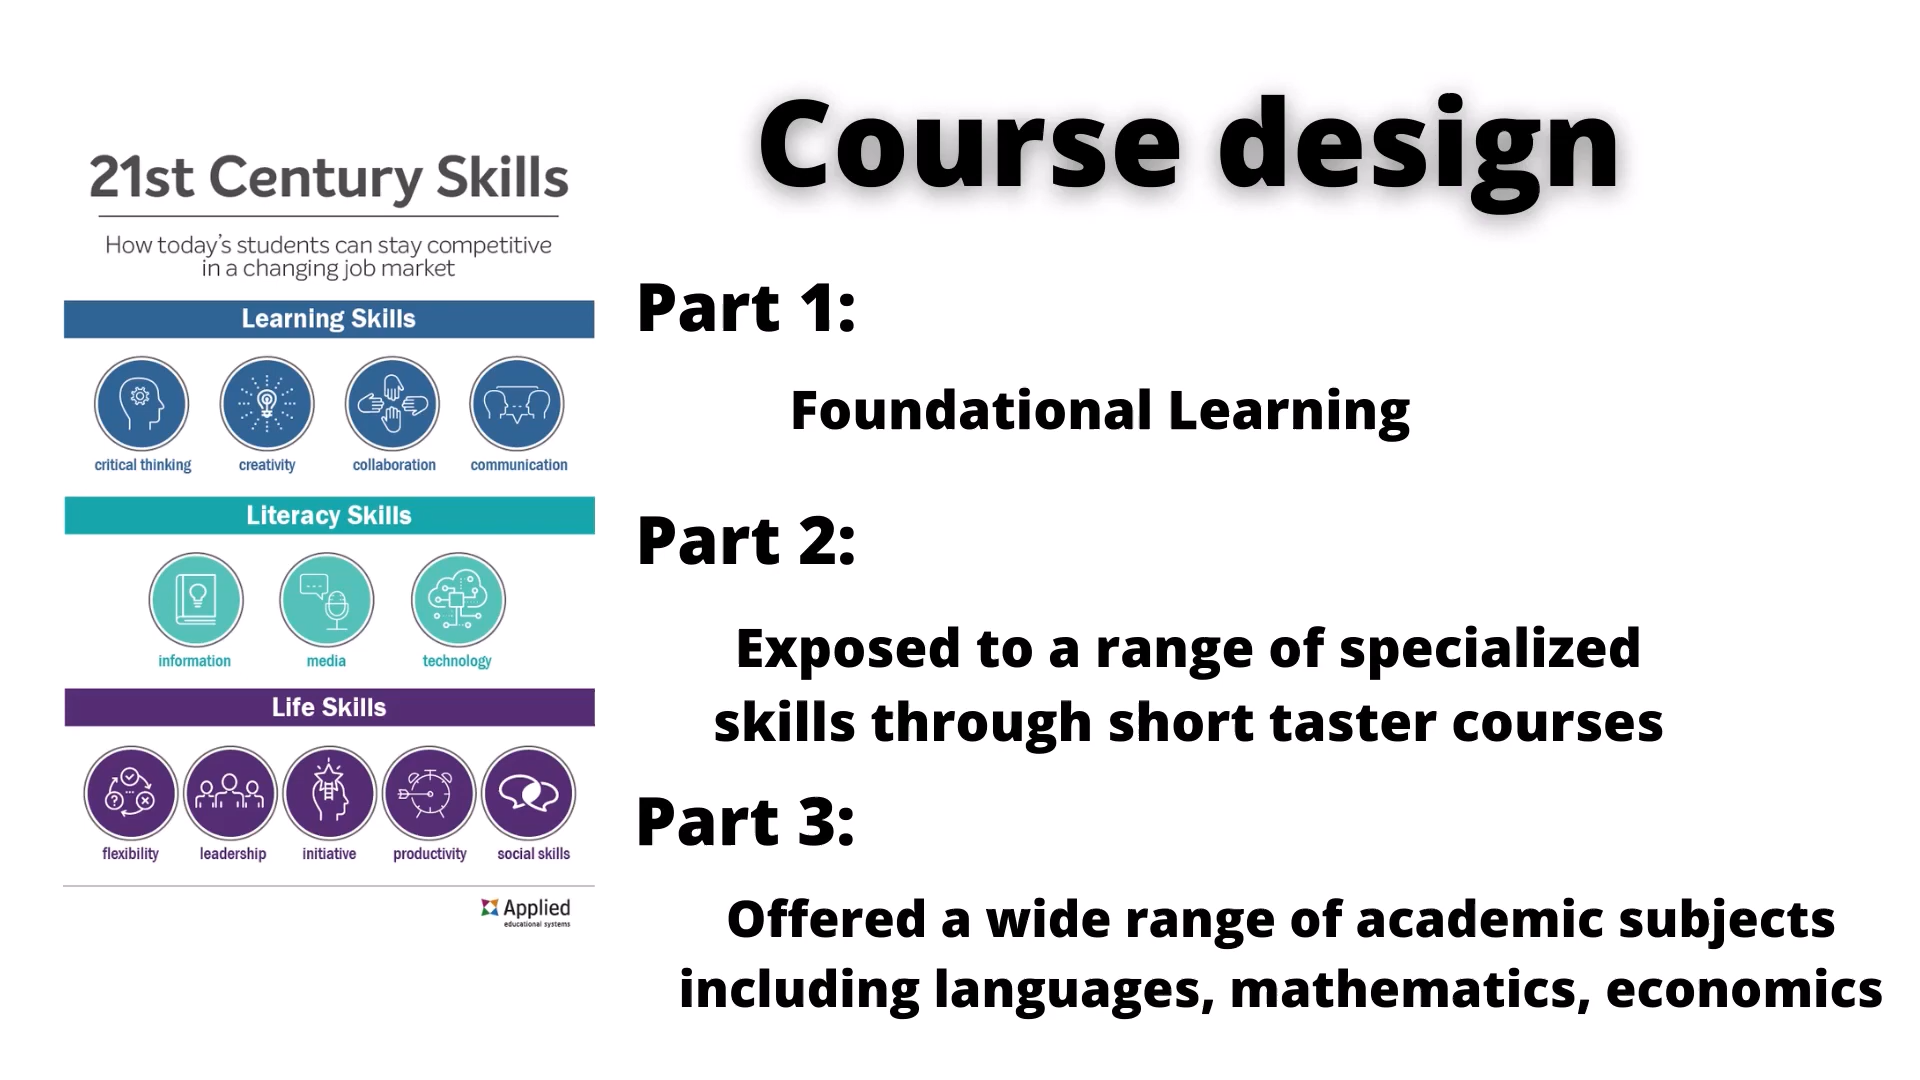 21st Century Skills
How today's students can stay competitive
in a changing job market
Learning Skills
critical thinking
creativity
collaboration
communication
Literacy Skills
information
media
technology
Life Skills
flexibility
leadership
initiative
productivity
social skills
Applied
educational systems
Course design
Part 1:
Foundational Learning
Part 2:
Exposed to a range of specialized
skills through short taster courses
Part 3:
Offered a wide range of academic subjects
including languages, mathematics, economics